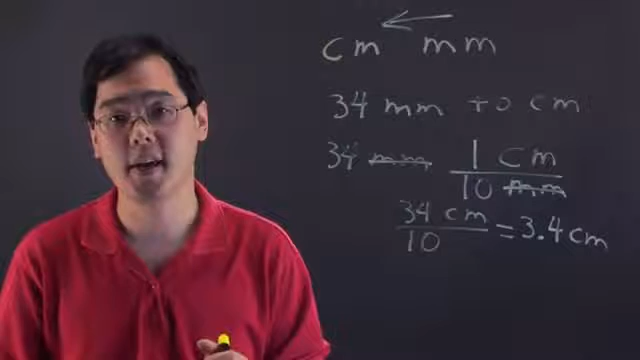 cm ← mm
34 mm to cm
34 mm 1 cm
10 mm
34 cm
10 = 3.4 cm